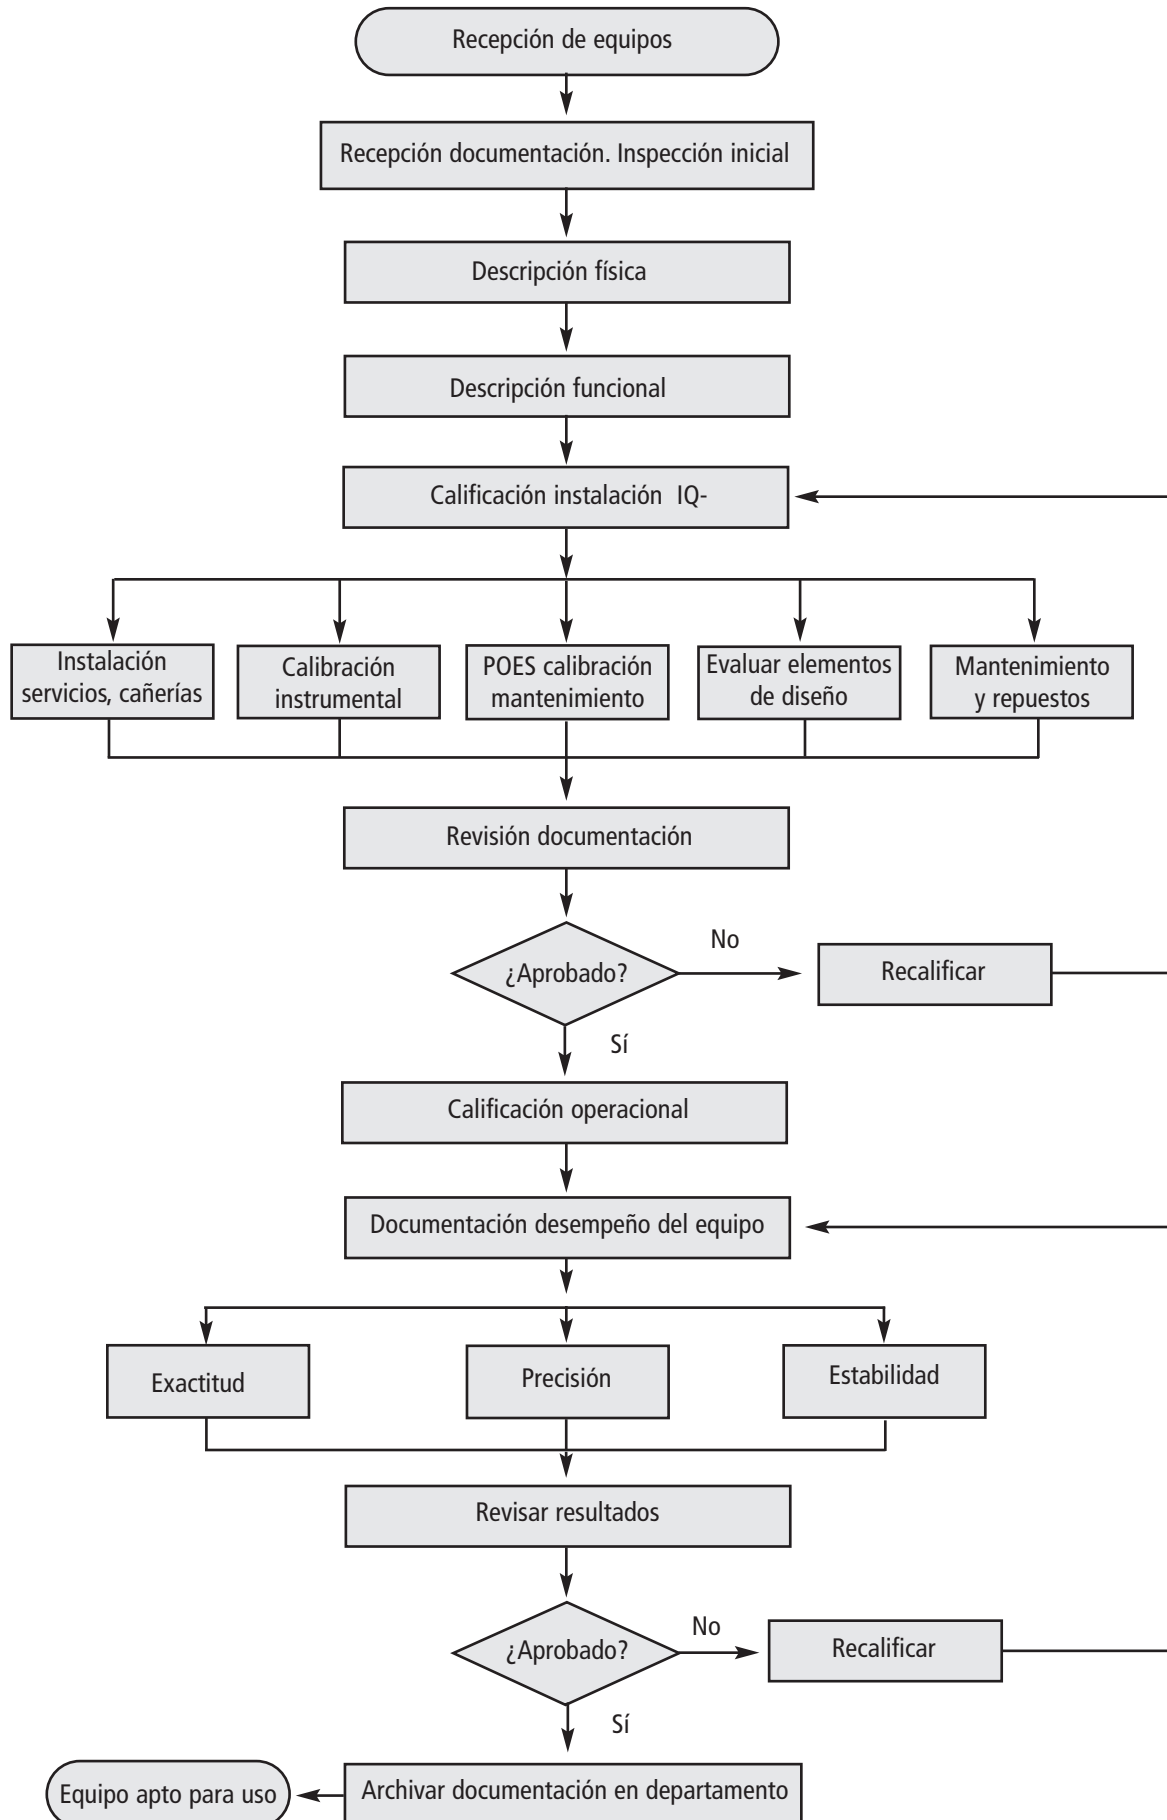 Recepción de equipos
Recepción documentación. Inspección inicial
Descripción física
Descripción funcional
Calificación instalación IQ-
Instalación
servicios, cañerías
Calibración
instrumental
POES calibración
mantenimiento
Evaluar elementos
de diseño
Mantenimiento
y repuestos
Revisión documentación
¿Aprobado?
No
Recalificar
Sí
Calificación operacional
Documentación desempeño del equipo
Exactitud
Precisión
Estabilidad
Revisar resultados
¿Aprobado?
No
Recalificar
Sí
Archivar documentación en departamento
Equipo apto para uso